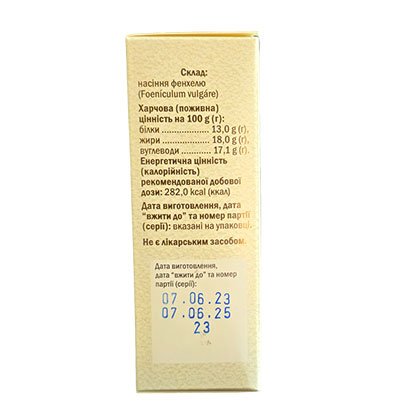 Склад:
насіння фенхелю
(Foeniculum vulgáre)
Харчова (поживна)
цінність на 100 g (г):
білки ................... 13,0 g (г),
жири ................... 18,0 g (г),
вуглеводи ........... 17,1 g (г).
Енергетична цінність
(калорійність)
рекомендованої добової
дози: 282,0 kcal (ккал)
Дата виготовлення, дата
“вжити до” та номер партії
(серії): вказані на упаковці.
Не є лікарським засобом.
Дата виготовлення,
дата “вжити до” та номер
партії (серії):
07.06.23
07.06.25
23